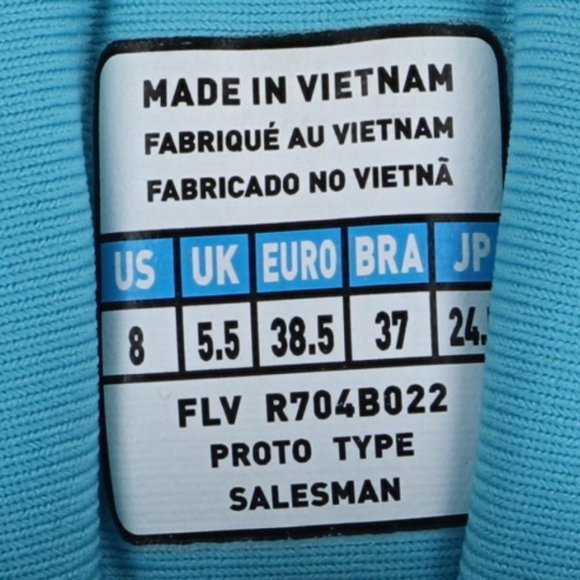 MADE IN VIETNAM
FABRIQUÉ AU VIETNAM
FABRICADO NO VIETNÃ
US UK EURO BRA JP
8 5.5 38.5 37 24.
FLV R704B022
PROTO TYPE
SALESMAN